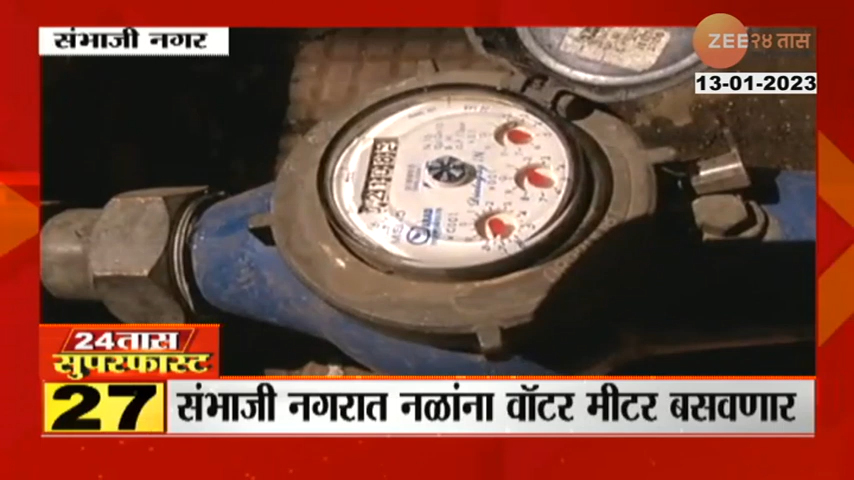 संभाजी नगर
ZEE २४ तास
13-01-2023
24तास
सुपरफास्ट
27
संभाजी नगरात नळांना वॉटर मीटर बसवणार